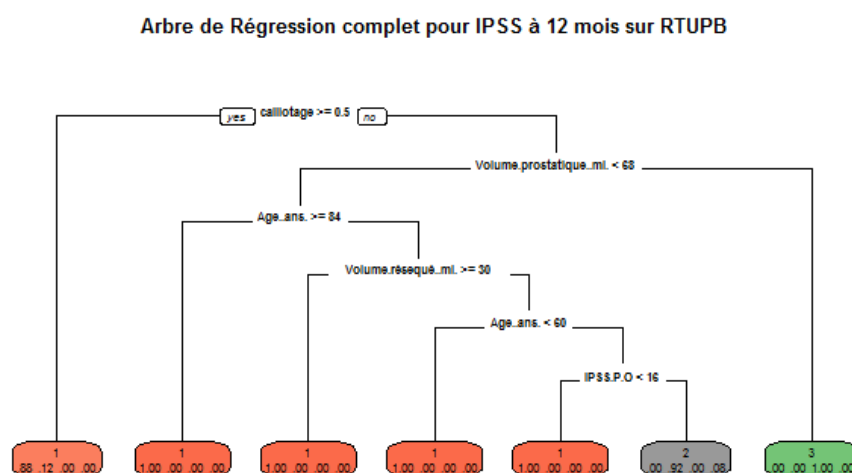 Arbre de Régression complet pour IPSS à 12 mois sur RTUPB
yes caillotage >= 0.5 no
Volume.prostatique..ml. < 68
Age..ans. >= 84
Volume.réséqué..ml. >= 30
Age..ans. < 60
IPSS.P.O < 16
1 1 1 1 1 2 3
.88 .12 .00 .00 1.00 .00 .00 .00 1.00 .00 .00 .00 1.00 .00 .00 .00 1.00 .00 .00 .00 .00 .92 .00 .08 .00 .00 1.00 .00